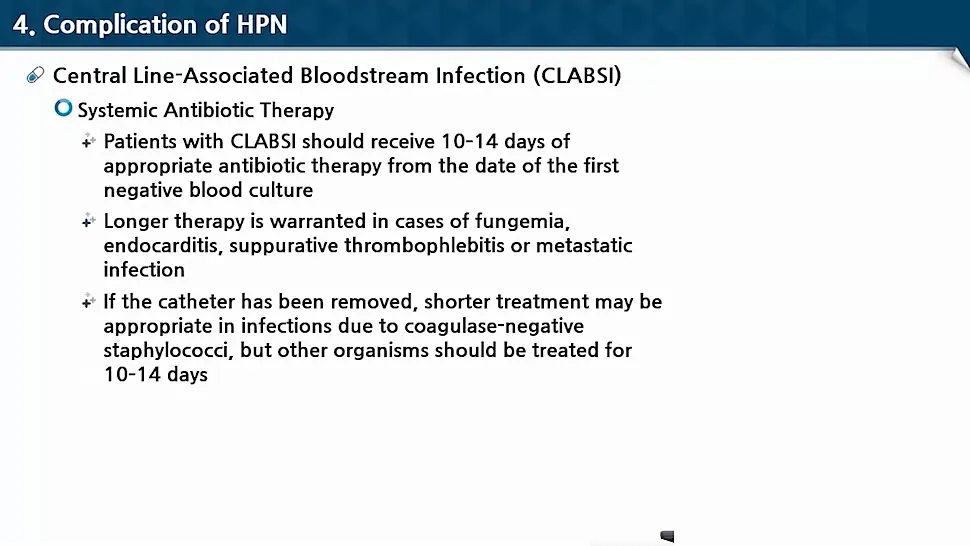 4. Complication of HPN
Central Line-Associated Bloodstream Infection (CLABSI)
Systemic Antibiotic Therapy
Patients with CLABSI should receive 10-14 days of
appropriate antibiotic therapy from the date of the first
negative blood culture
Longer therapy is warranted in cases of fungemia,
endocarditis, suppurative thrombophlebitis or metastatic
infection
If the catheter has been removed, shorter treatment may be
appropriate in infections due to coagulase-negative
staphylococci, but other organisms should be treated for
10-14 days